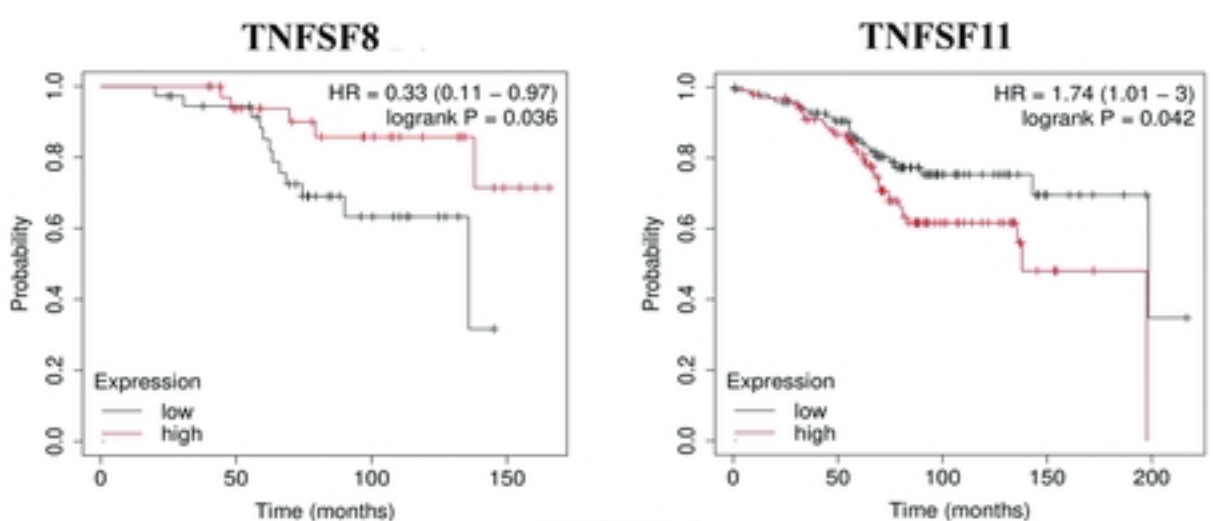 TNFSF8
HR = 0.33 (0.11 – 0.97)
logrank P = 0.036
Probability
1.0
0.8
0.6
0.4
0.2
0.0
Expression
low
high
0 50 100 150
Time (months)
TNFSF11
HR = 1.74 (1.01 – 3)
logrank P = 0.042
Probability
1.0
0.8
0.6
0.4
0.2
0.0
Expression
low
high
0 50 100 150 200
Time (months)